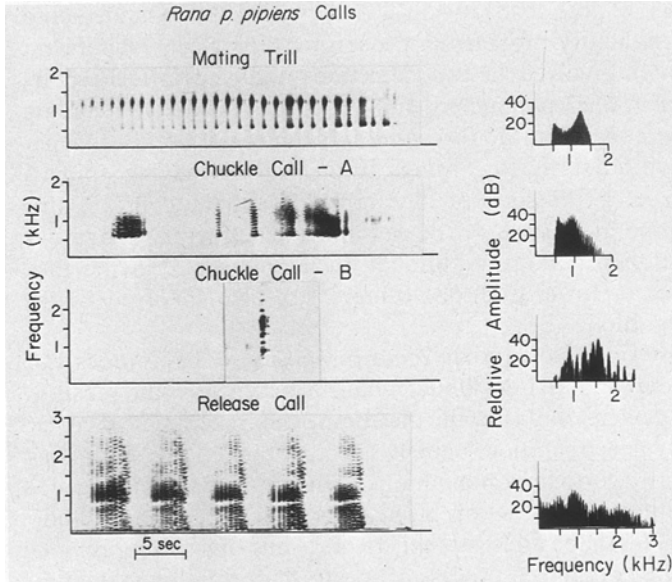 Rana p. pipiens Calls
Mating Trill
2
1
40
20
1 2
Chuckle Call - A
2
1
40
20
1 2
Chuckle Call - B
2
1
40
20
1 2
Release Call
3
2
1
40
20
1 2 3
.5 sec
Frequency (kHz)
Relative Amplitude (dB)
Frequency (kHz)